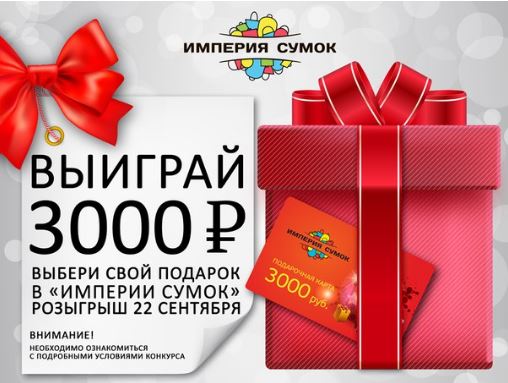 ИМПЕРИЯ СУМОК
ВЫИГРАЙ
3000 ₽
ВЫБЕРИ СВОЙ ПОДАРОК
В «ИМПЕРИИ СУМОК»
РОЗЫГРЫШ 22 СЕНТЯБРЯ
ВНИМАНИЕ!
НЕОБХОДИМО ОЗНАКОМИТЬСЯ
С ПОДРОБНЫМИ УСЛОВИЯМИ КОНКУРСА
ИМПЕРИЯ СУМОК
ПОДАРОЧНАЯ КАРТА
3000 руб.